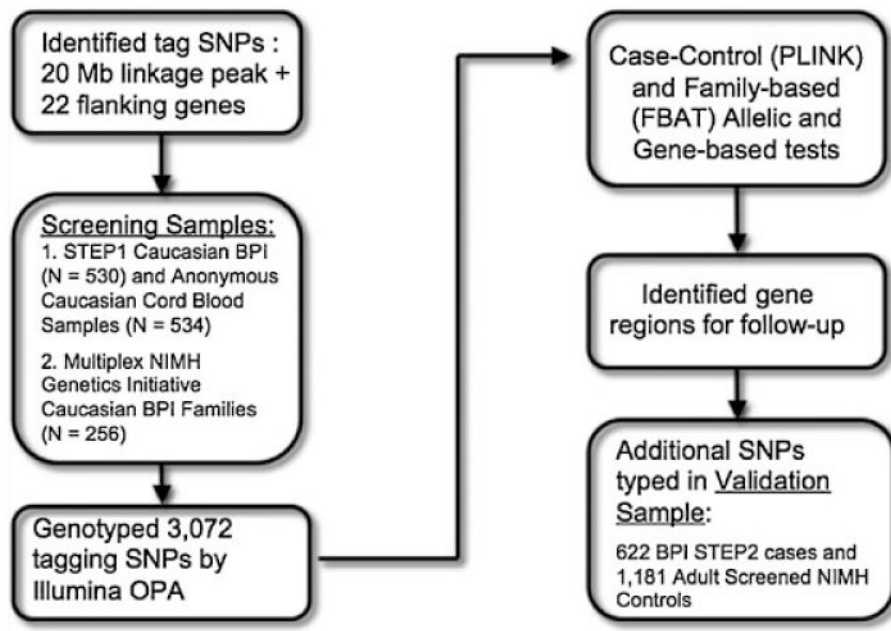 Identified tag SNPs :
20 Mb linkage peak +
22 flanking genes
Screening Samples:
1. STEP1 Caucasian BPI
(N = 530) and Anonymous
Caucasian Cord Blood
Samples (N = 534)
2. Multiplex NIMH
Genetics Initiative
Caucasian BPI Families
(N = 256)
Genotyped 3,072
tagging SNPs by
Illumina OPA
Case-Control (PLINK)
and Family-based
(FBAT) Allelic and
Gene-based tests
Identified gene
regions for follow-up
Additional SNPs
typed in Validation
Sample:
622 BPI STEP2 cases and
1,181 Adult Screened NIMH
Controls